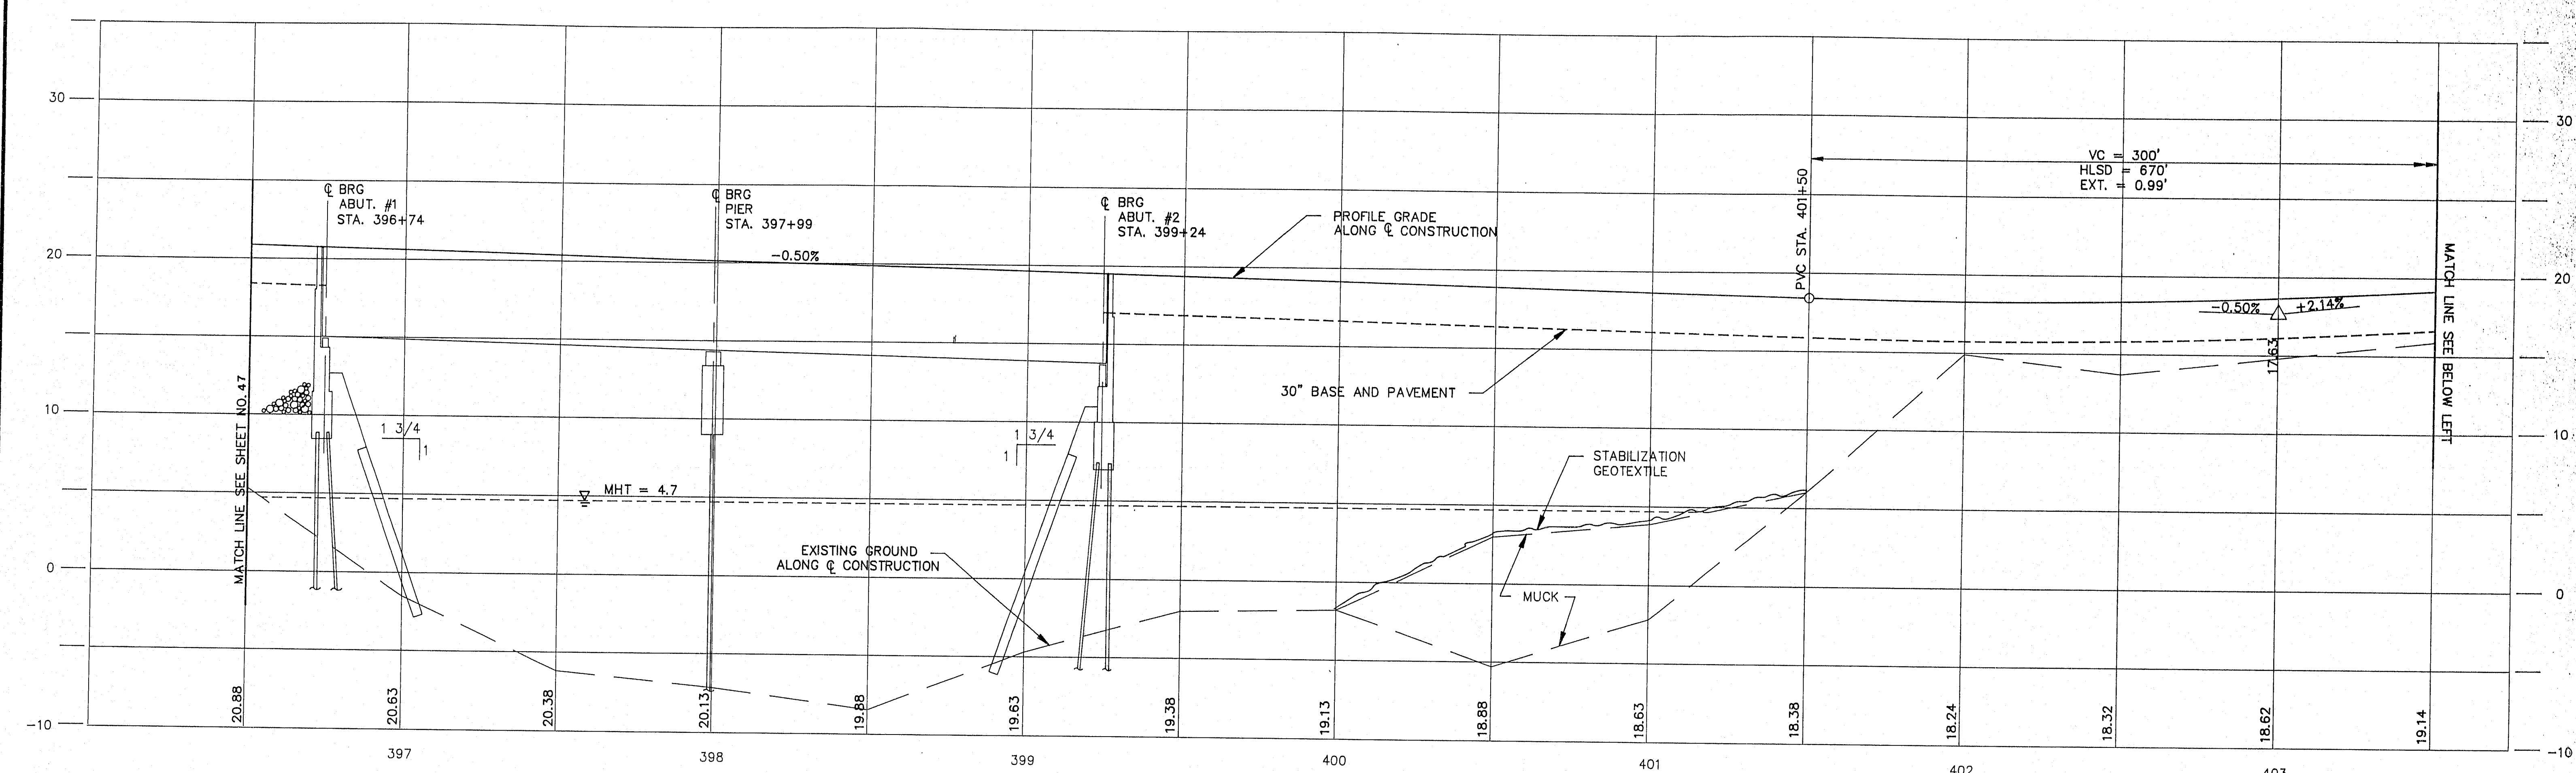 30
20
10
0
-10
℄ BRG
ABUT. #1
STA. 396+74
℄ BRG
PIER
STA. 397+99
℄ BRG
ABUT. #2
STA. 399+24
-0.50%
PROFILE GRADE
ALONG ℄ CONSTRUCTION
PVC STA. 401+50
VC = 300'
HLSD = 670'
EXT. = 0.99'
-0.50%
+2.14%
17.63
MATCH LINE SEE BELOW LEFT
MATCH LINE SEE SHEET NO. 47
1 3/4
1
1 3/4
1
30" BASE AND PAVEMENT
STABILIZATION
GEOTEXTILE
MHT = 4.7
EXISTING GROUND
ALONG ℄ CONSTRUCTION
MUCK
30
20
10
0
-10
20.88
20.63
20.38
20.13
19.88
19.63
19.38
19.13
18.88
18.63
18.38
18.24
18.32
18.62
19.14
397
398
399
400
401
402
403